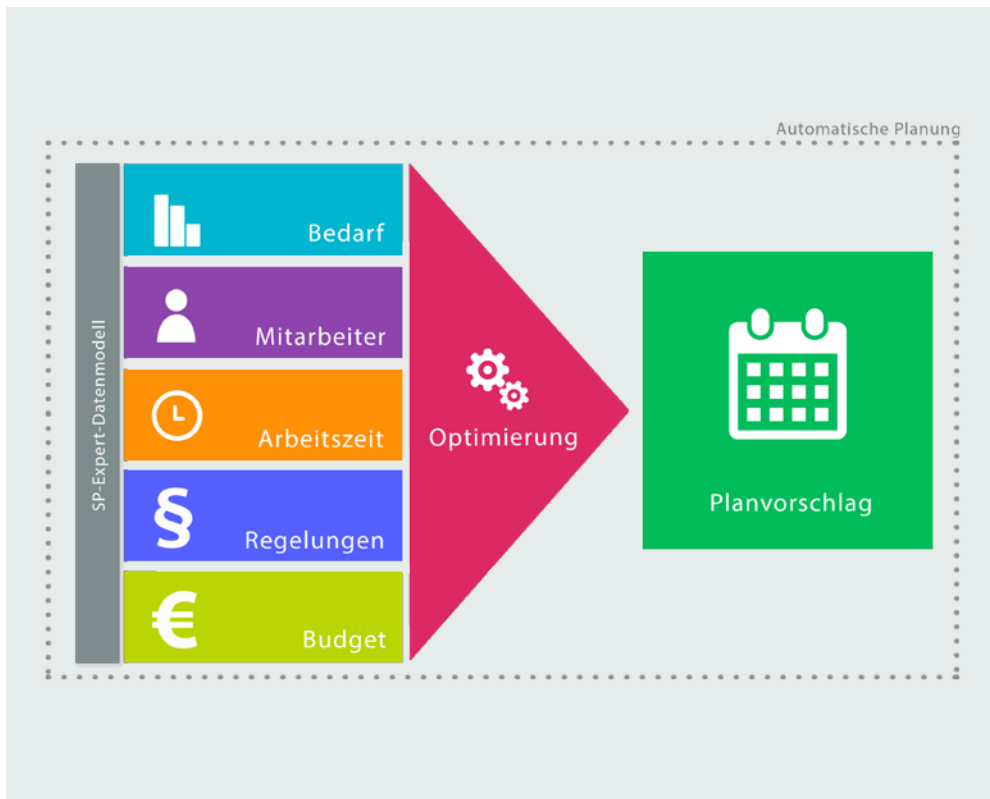 Automatische Planung
SP-Expert-Datenmodell
Bedarf
Mitarbeiter
Arbeitszeit
§
Regelungen
€
Budget
Optimierung
Planvorschlag